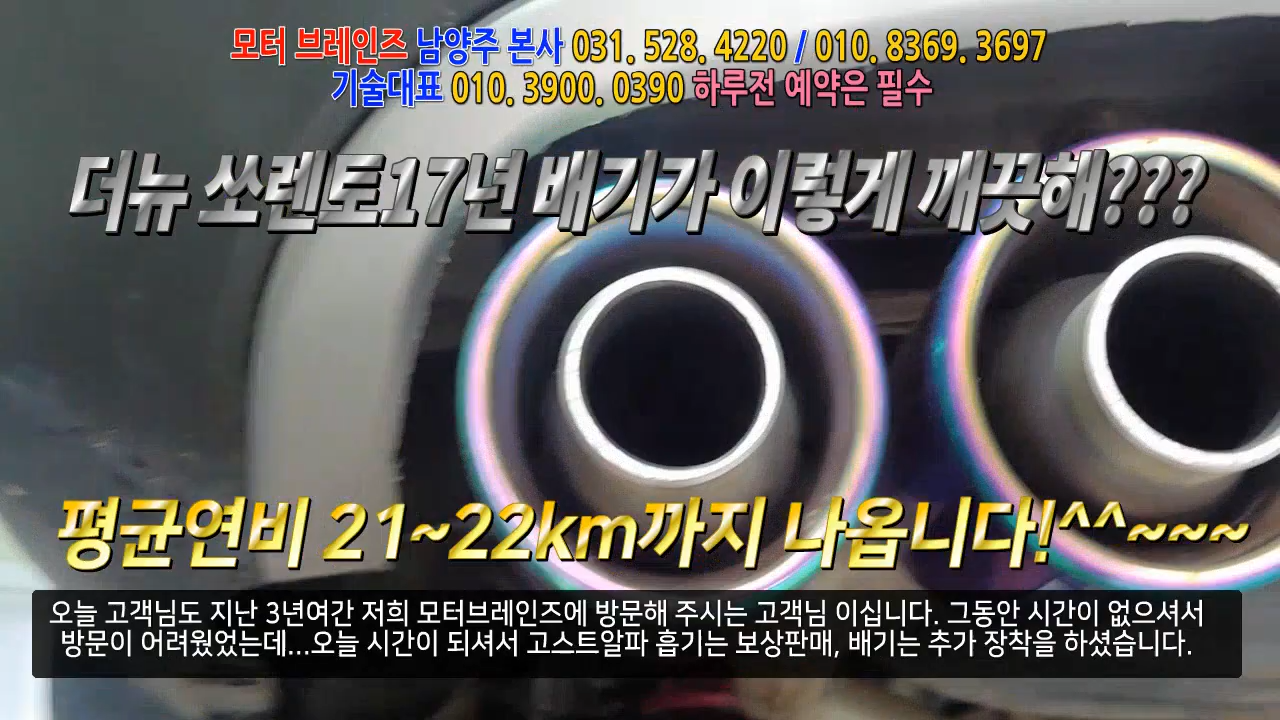 모터 브레인즈 남양주 본사 031. 528. 4220 / 010. 8369. 3697
기술대표 010. 3900. 0390 하루전 예약은 필수
더뉴 쏘렌토17년 배기가 이렇게 깨끗해???
평균연비 21~22km까지 나옵니다!^^~~~
오늘 고객님도 지난 3년여간 저희 모터브레인즈에 방문해 주시는 고객님 이십니다. 그동안 시간이 없으셔서
방문이 어려웠었는데...오늘 시간이 되셔서 고스트알파 흡기는 보상판매, 배기는 추가 장착을 하셨습니다.